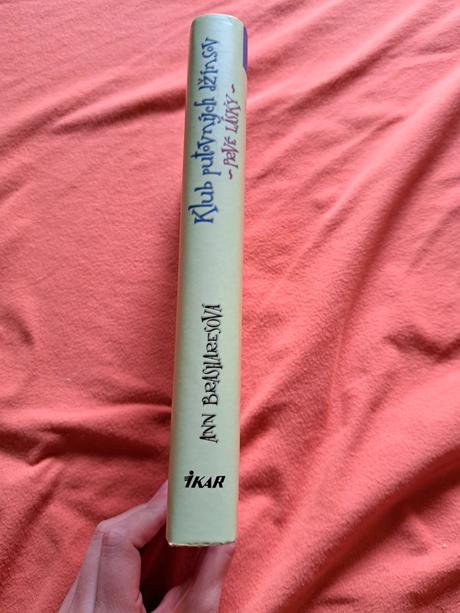 Klub putovných džínsov
~ PRVÉ LÁSKY ~
ANN BRASHARESOVÁ
IKAR